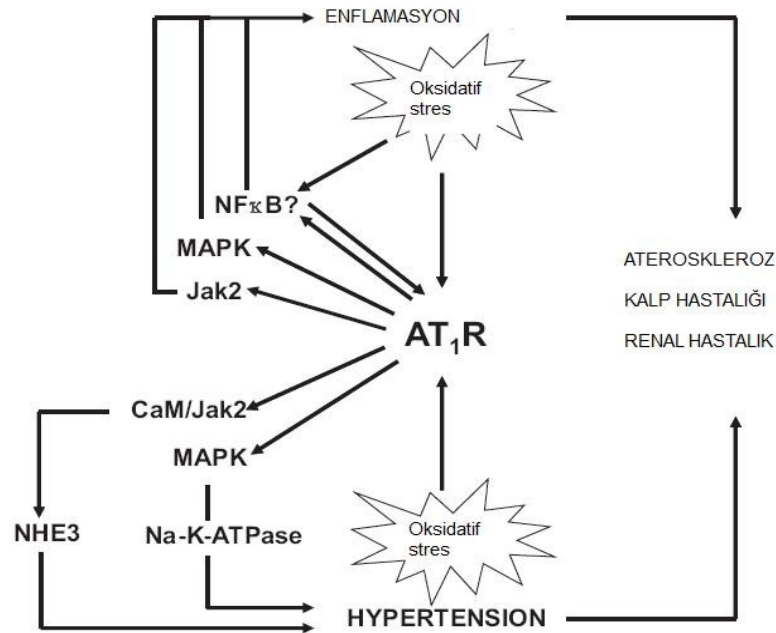 ENFLAMASYON
Oksidatif
stres
NFκB?
MAPK
Jak2
AT₁R
ATEROSKLEROZ
KALP HASTALIĞI
RENAL HASTALIK
CaM/Jak2
MAPK
NHE3
Na-K-ATPase
Oksidatif
stres
HYPERTENSION